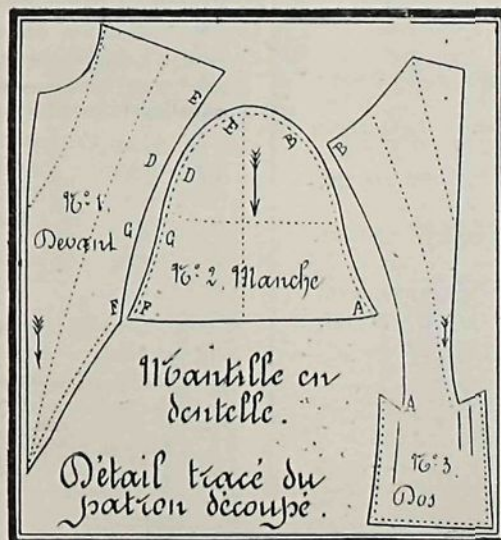 E
D
G
F
N° 1.
Devant
E
B
D
G
F
A
N° 2. Manche
B
A
N° 3.
Dos
Mantille en
dentelle.
Détail tracé du
patron découpé.